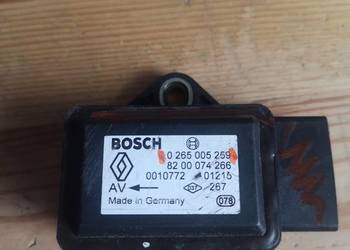 BOSCH
0 265 005 259
82 00 074 266
0010772 01215
AV 267
Made in Germany 078